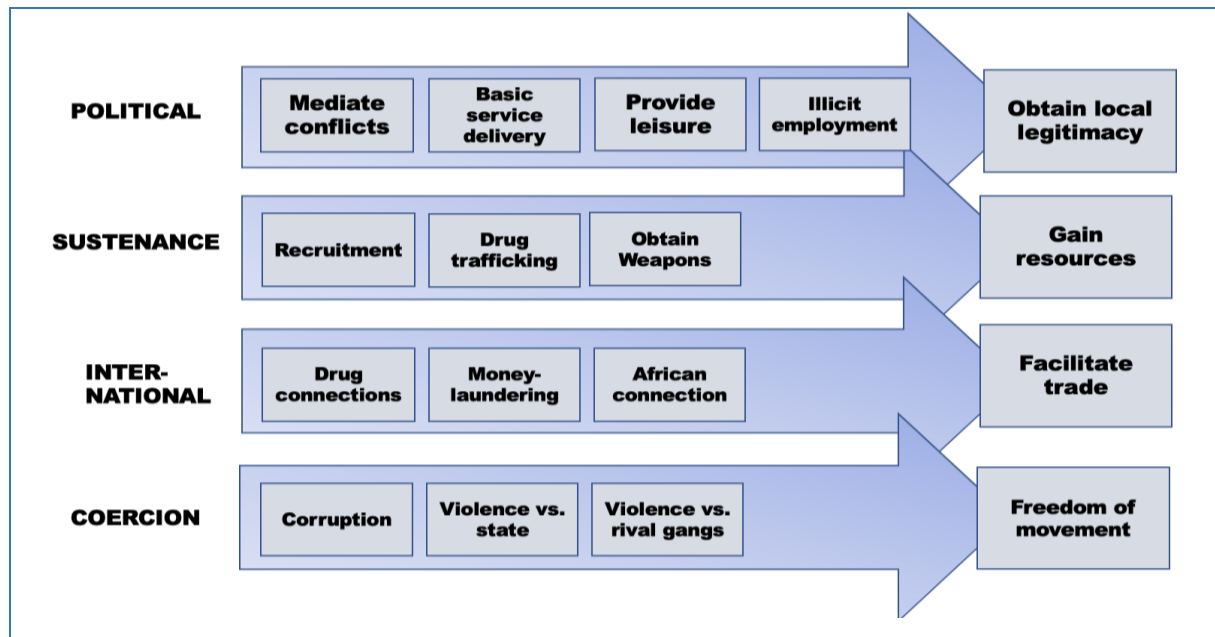 POLITICAL
Mediate
conflicts
Basic
service
delivery
Provide
leisure
Illicit
employment
Obtain local
legitimacy
SUSTENANCE
Recruitment
Drug
trafficking
Obtain
Weapons
Gain
resources
INTER-
NATIONAL
Drug
connections
Money-
laundering
African
connection
Facilitate
trade
COERCION
Corruption
Violence vs.
state
Violence vs.
rival gangs
Freedom of
movement